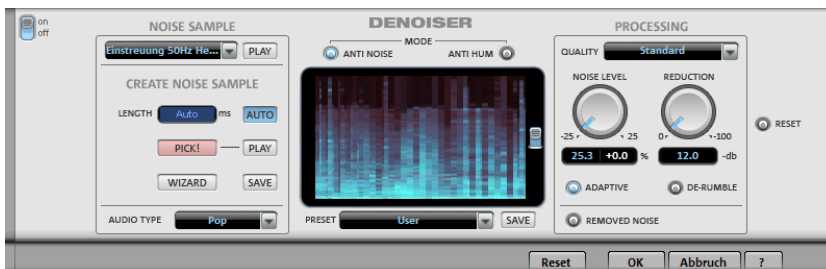 on
off
NOISE SAMPLE
Einstreuung 50Hz He...
PLAY
CREATE NOISE SAMPLE
LENGTH
Auto
ms
AUTO
PICK!
PLAY
WIZARD
SAVE
AUDIO TYPE
Pop
DENOISER
MODE
ANTI NOISE
ANTI HUM
PRESET
User
SAVE
PROCESSING
QUALITY
Standard
NOISE LEVEL
REDUCTION
-25
25
0
-100
25.3 +0.0 %
12.0 -db
ADAPTIVE
DE-RUMBLE
REMOVED NOISE
RESET
Reset
OK
Abbruch
?